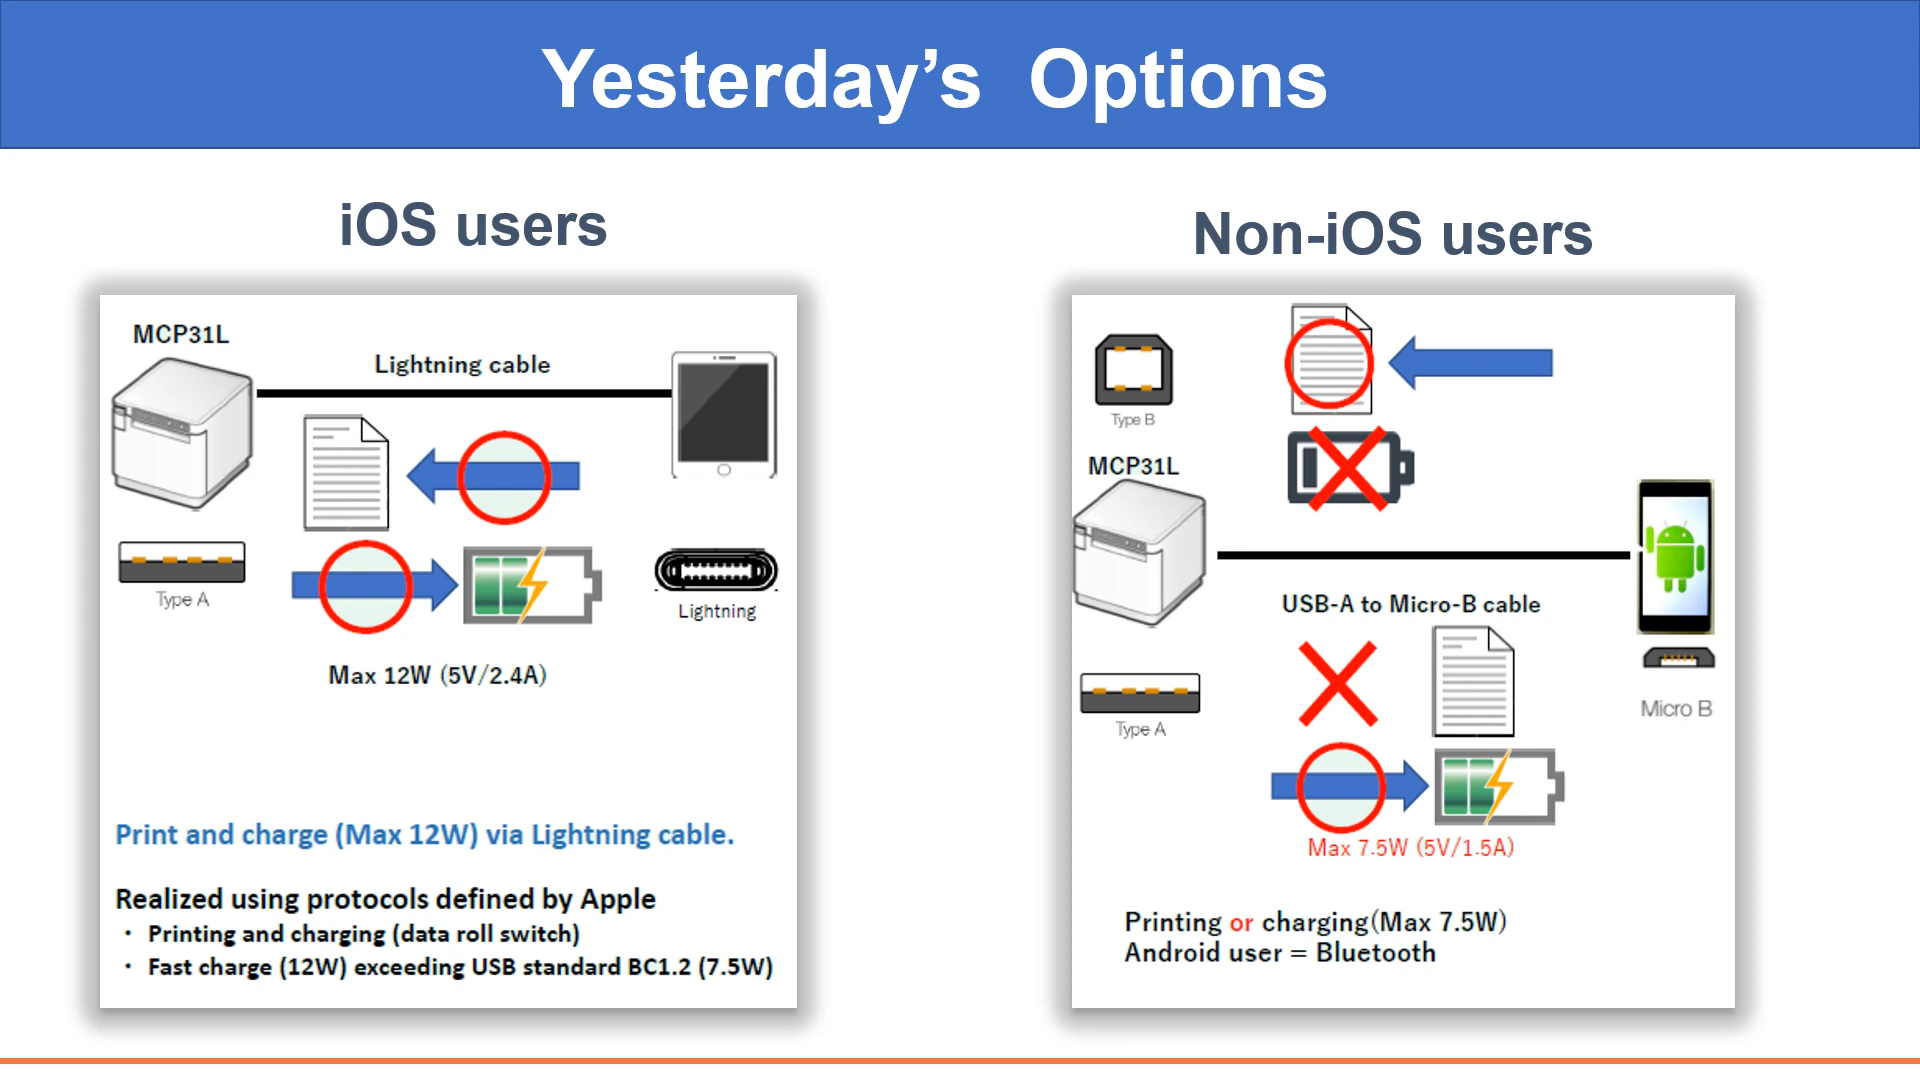 Yesterday’s Options
iOS users
MCP31L
Lightning cable
Type A
Lightning
Max 12W (5V/2.4A)
Print and charge (Max 12W) via Lightning cable.
Realized using protocols defined by Apple
・ Printing and charging (data roll switch)
・ Fast charge (12W) exceeding USB standard BC1.2 (7.5W)
Non-iOS users
Type B
MCP31L
USB-A to Micro-B cable
Type A
Micro B
Max 7.5W (5V/1.5A)
Printing or charging(Max 7.5W)
Android user = Bluetooth